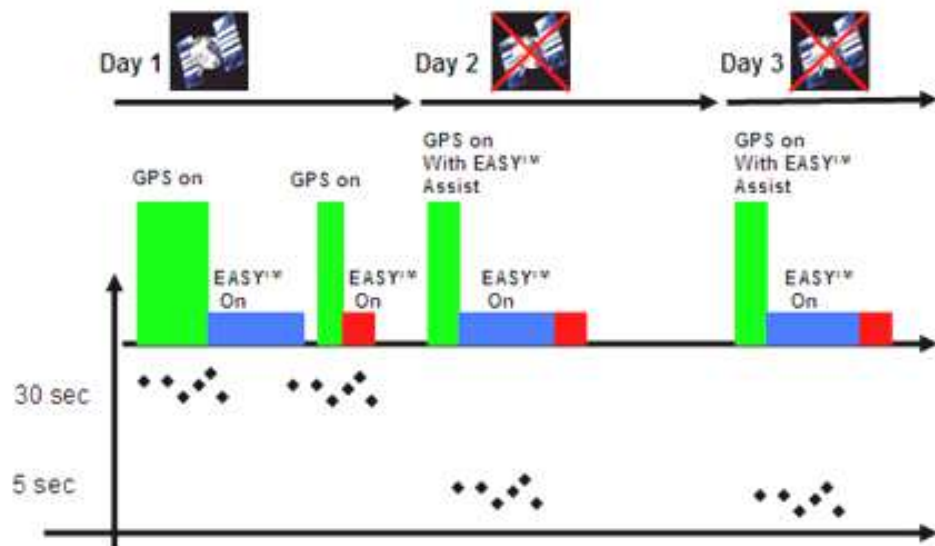 Day 1
Day 2
Day 3
GPS on
GPS on
GPS on
With EASY™
Assist
GPS on
With EASY™
Assist
EASY™
On
EASY™
On
EASY™
On
EASY™
On
30 sec
5 sec